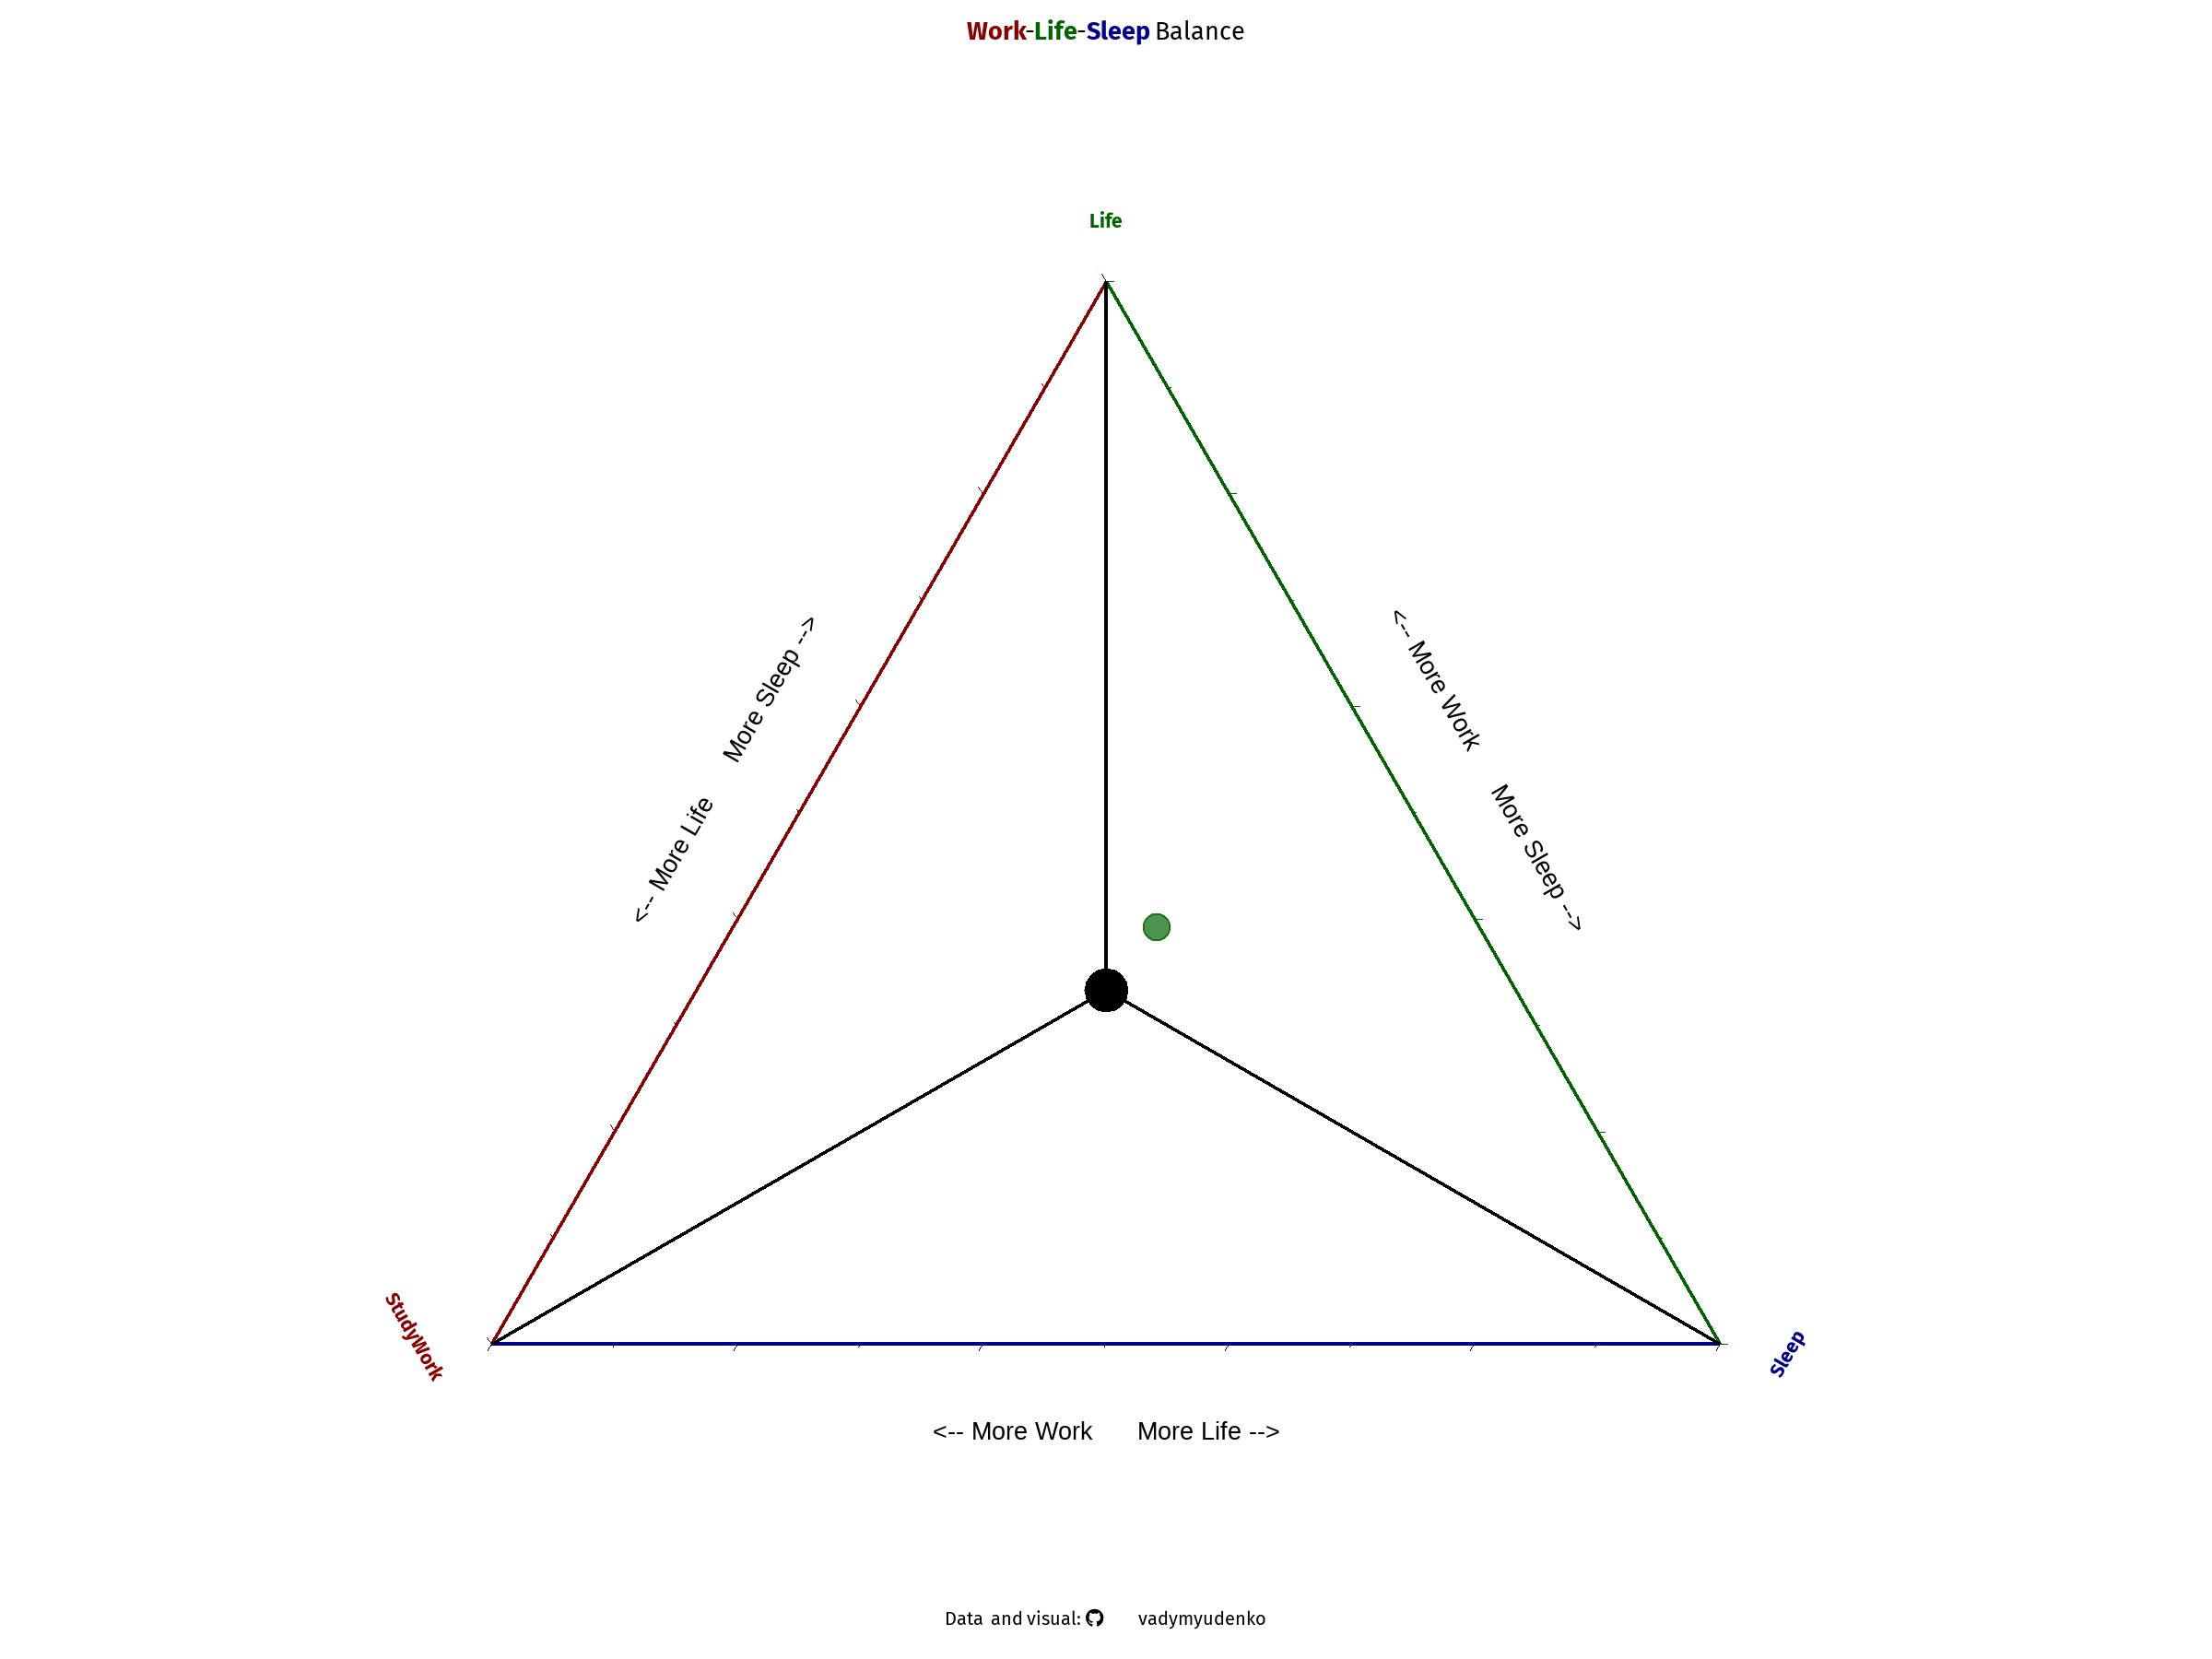 Work-Life-Sleep Balance
Life
<-- More Life More Sleep -->
<-- More Work More Sleep -->
StudyWork
Sleep
<-- More Work More Life -->
Data and visual: vadymyudenko